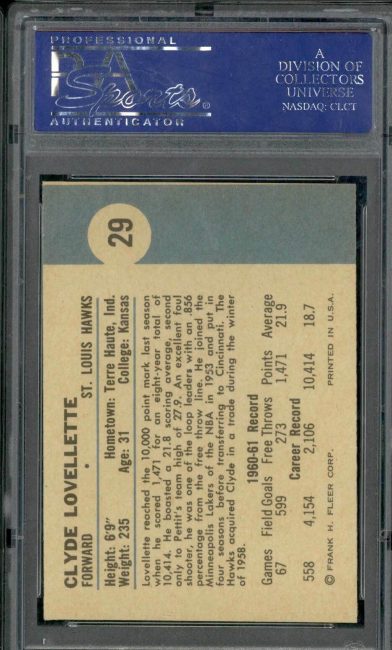 PROFESSIONAL
PSA
Sports
®
AUTHENTICATOR
A
DIVISION OF
COLLECTORS
UNIVERSE
NASDAQ: CLCT
29
CLYDE LOVELLETTE
FORWARD • ST. LOUIS HAWKS
Height: 6'9" Hometown: Terre Haute, Ind.
Weight: 235 Age: 31 College: Kansas
Lovellette reached the 10,000 point mark last season
when he scored 1,471 for an eight-year total of
10,414. He boasted a 21.8 scoring average, second
only to Pettit's team high of 27.9. An excellent foul
shooter, he was one of the loop leaders with an .856
percentage from the free throw line. He joined the
Minneapolis Lakers of the NBA in 1953 and put in
four seasons before transferring to Cincinnati. The
Hawks acquired Clyde in a trade during the winter
of 1958.
1960-61 Record
Games Field Goals Free Throws Points Average
67 599 273 1,471 21.9
Career Record
558 4,154 2,106 10,414 18.7
© FRANK H. FLEER CORP. PRINTED IN U.S.A.